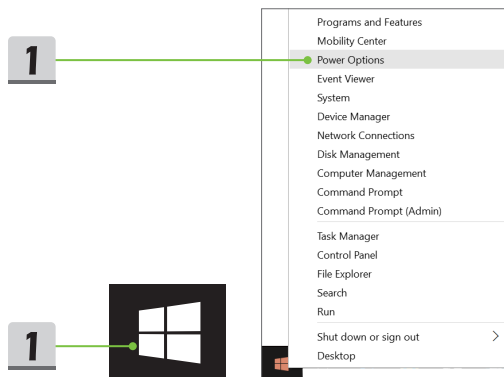 1
Programs and Features
Mobility Center
Power Options
Event Viewer
System
Device Manager
Network Connections
Disk Management
Computer Management
Command Prompt
Command Prompt (Admin)
Task Manager
Control Panel
File Explorer
Search
Run
Shut down or sign out
Desktop
1